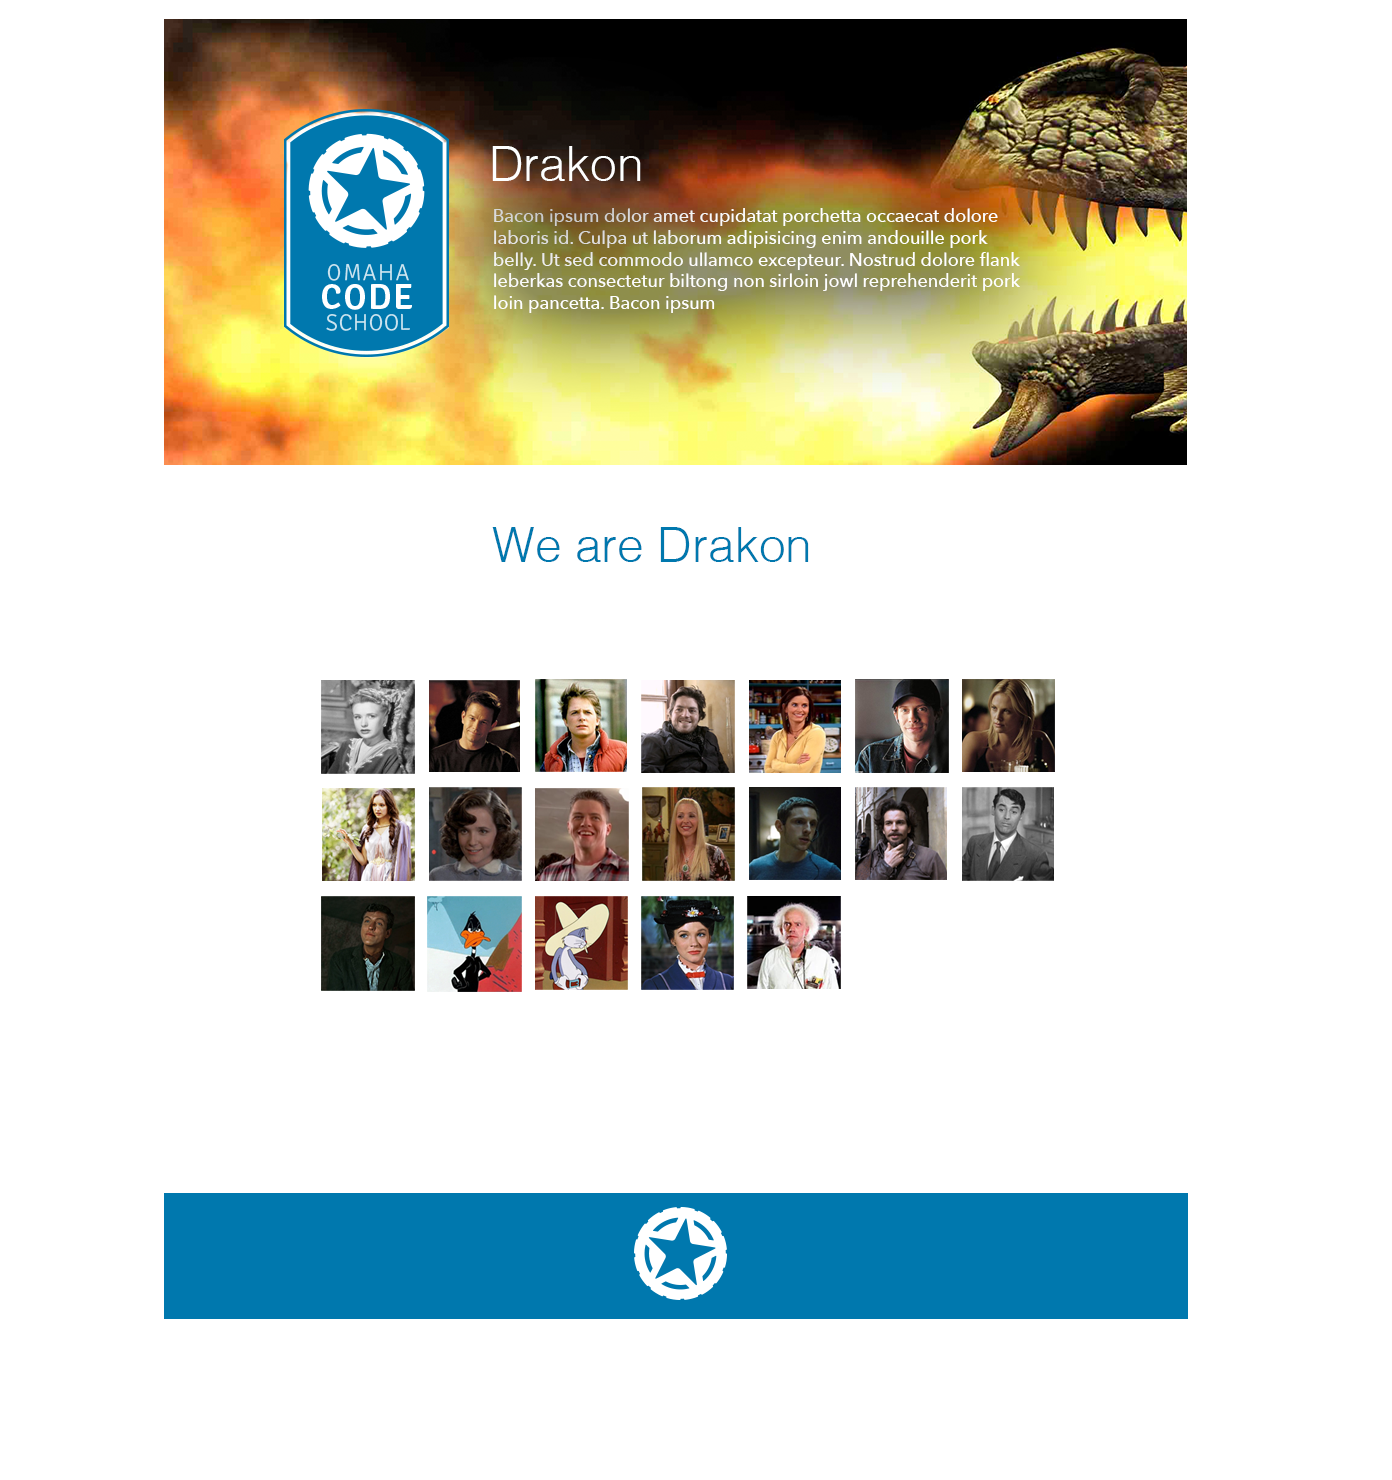 OMAHA
CODE
SCHOOL
Drakon
Bacon ipsum dolor amet cupidatat porchetta occaecat dolore
laboris id. Culpa ut laborum adipisicing enim andouille pork
belly. Ut sed commodo ullamco excepteur. Nostrud dolore flank
leberkas consectetur biltong non sirloin jowl reprehenderit pork
loin pancetta. Bacon ipsum
We are Drakon